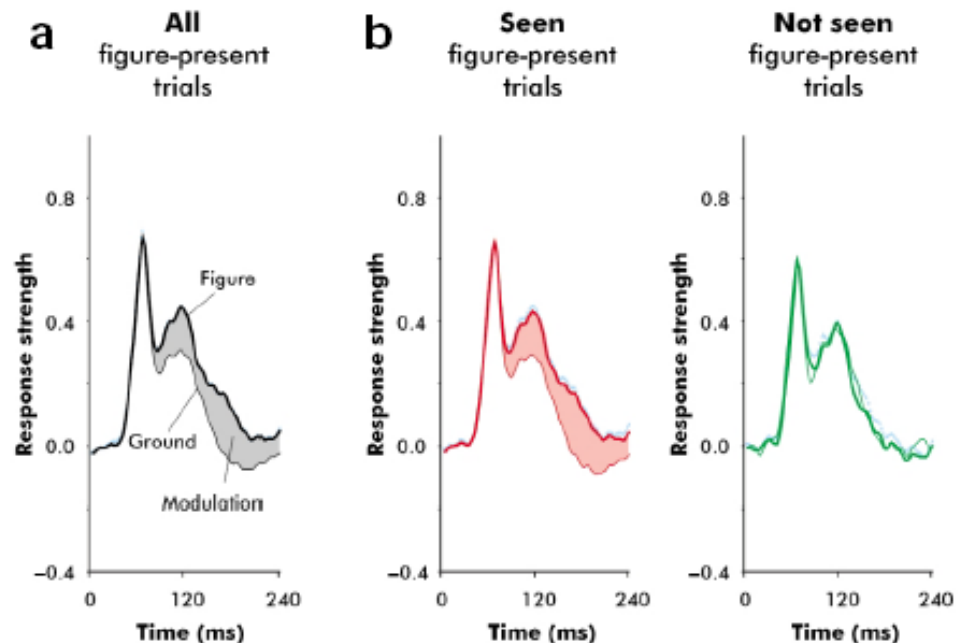 a
All
figure-present
trials
Response strength
0.8
0.4
0.0
−0.4
Figure
Ground
Modulation
0
120
240
Time (ms)
b
Seen
figure-present
trials
Response strength
0.8
0.4
0.0
−0.4
0
120
240
Time (ms)
Not seen
figure-present
trials
Response strength
0.8
0.4
0.0
−0.4
0
120
240
Time (ms)